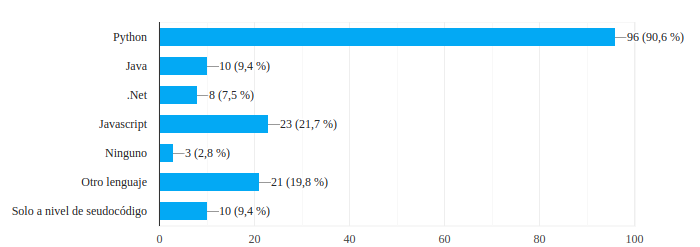 Python 96 (90,6 %)
Java 10 (9,4 %)
.Net 8 (7,5 %)
Javascript 23 (21,7 %)
Ninguno 3 (2,8 %)
Otro lenguaje 21 (19,8 %)
Solo a nivel de seudocódigo 10 (9,4 %)
0 20 40 60 80 100